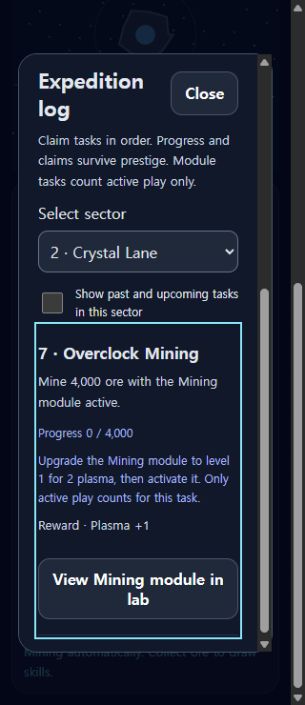 Expedition
log
Close
Claim tasks in order. Progress and
claims survive prestige. Module
tasks count active play only.
Select sector
2 · Crystal Lane
Show past and upcoming tasks
in this sector
7 · Overclock Mining
Mine 4,000 ore with the Mining
module active.
Progress 0 / 4,000
Upgrade the Mining module to level
1 for 2 plasma, then activate it. Only
active play counts for this task.
Reward · Plasma +1
View Mining module in
lab
Mining automatically. Collect ore to draw
skills.